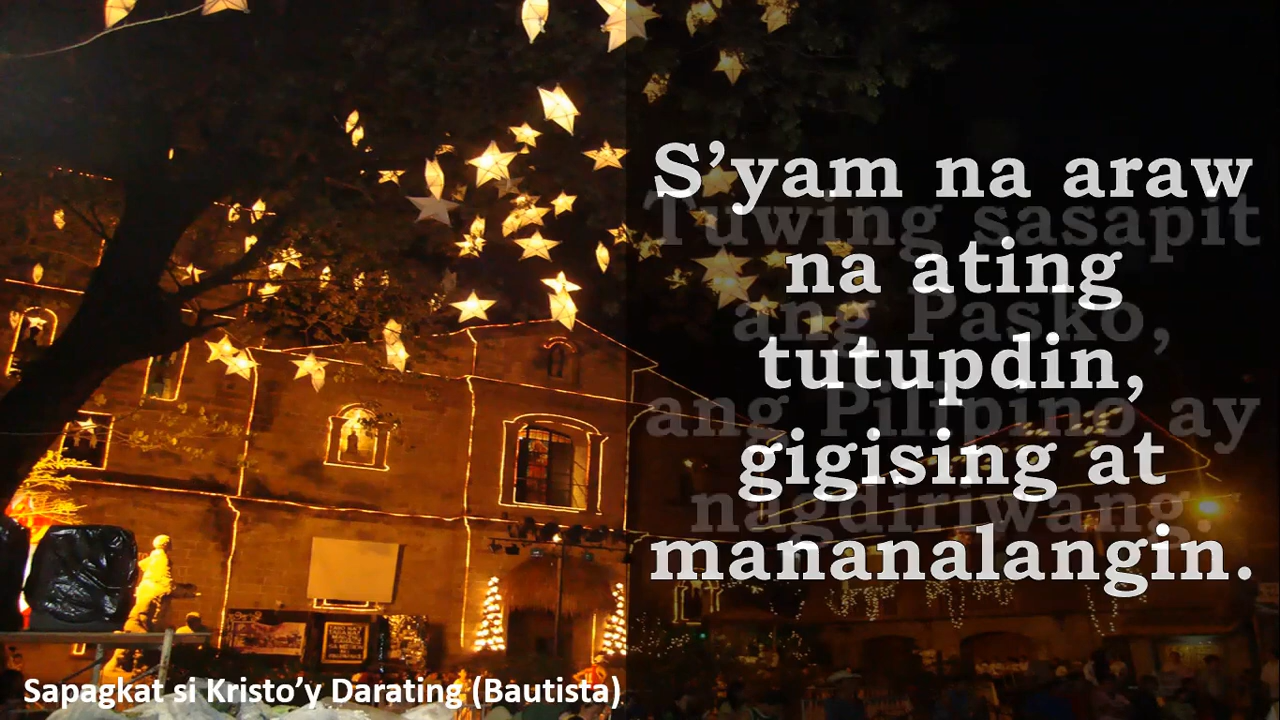 S’yam na araw
na ating
tutupdin,
gigising at
mananalangin.
Tuwing sasapit
ang Pasko,
ang Pilipino ay
nagdiriwang.
Sapagkat si Kristo’y Darating (Bautista)